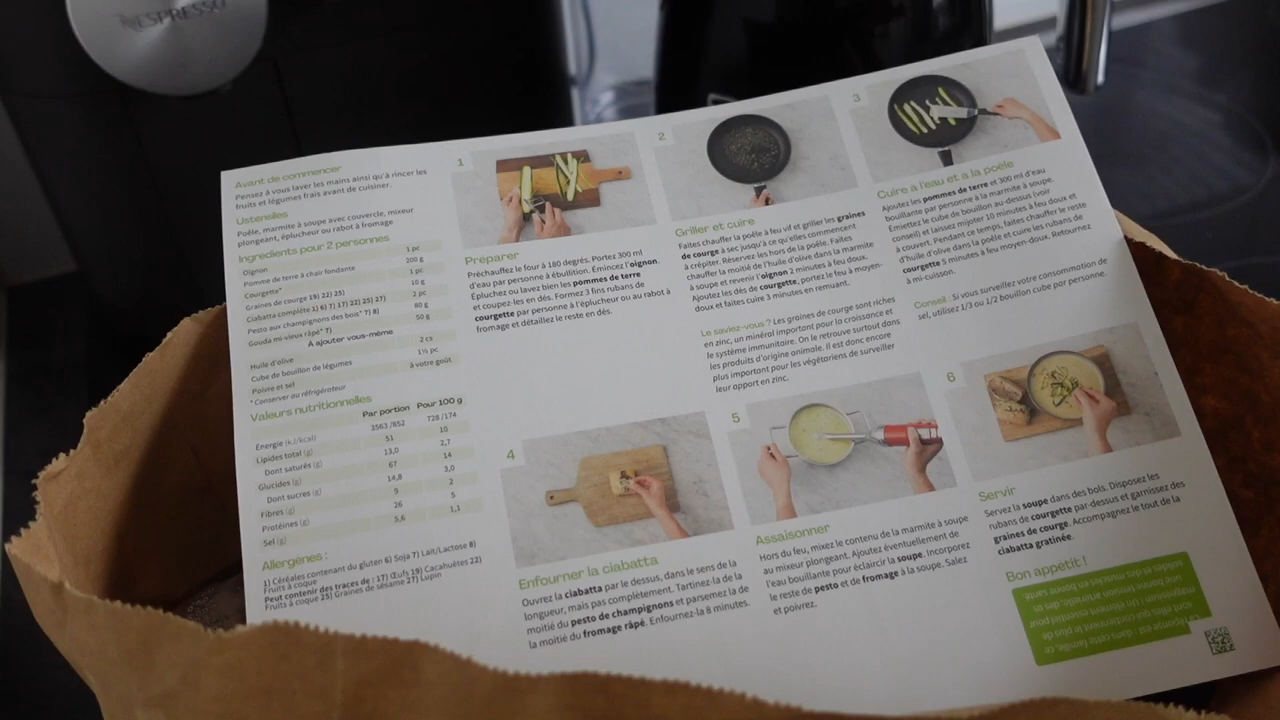 NESPRESSO
Avant de commencer
Pensez à vous laver les mains ainsi qu'à rincer les
fruits et légumes frais avant de cuisiner.
Ustensiles
Poêle, marmite à soupe avec couvercle, mixeur
plongeant, éplucheur ou rabot à fromage
Ingrédients pour 2 personnes
Oignon 1 pc
Pomme de terre à chair fondante 200 g
Courgette* 1 pc
Graines de courge 19) 22) 25) 10 g
Ciabatta complète 1) 6) 7) 17) 22) 25) 27) 2 pc
Pesto aux champignons des bois* 7) 8) 80 g
Gouda mi-vieux râpé* 7) 50 g
À ajouter vous-même
Huile d'olive 2 cs
Cube de bouillon de légumes 1⅓ pc
Poivre et sel à votre goût
* Conserver au réfrigérateur
Valeurs nutritionnelles
Par portion Pour 100 g
Énergie (kJ/kcal) 3563 /852 728 /174
Lipides total (g) 51 10
Dont saturés (g) 13,0 2,7
Glucides (g) 67 14
Dont sucres (g) 14,8 3,0
Fibres (g) 9 2
Protéines (g) 26 5
Sel (g) 5,6 1,1
Allergènes :
1) Céréales contenant du gluten 6) Soja 7) Lait/Lactose 8)
Fruits à coque
Peut contenir des traces de : 17) Œufs 19) Cacahuètes 22)
Fruits à coque 25) Graines de sésame 27) Lupin
1
Préparer
Préchauffez le four à 180 degrés. Portez 300 ml
d'eau par personne à ébullition. Émincez l'oignon.
Épluchez ou lavez bien les pommes de terre
et coupez-les en dés. Formez 3 fins rubans de
courgette par personne à l'éplucheur ou au rabot à
fromage et détaillez le reste en dés.
2
Griller et cuire
Faites chauffer la poêle à feu vif et griller les graines
de courge à sec jusqu'à ce qu'elles commencent
à crépiter. Réservez-les hors de la poêle. Faites
chauffer la moitié de l'huile d'olive dans la marmite
à soupe et revenir l'oignon 2 minutes à feu doux.
Ajoutez les dés de courgette, portez le feu à moyen-
doux et faites cuire 3 minutes en remuant.
Le saviez-vous ? Les graines de courge sont riches
en zinc, un minéral important pour la croissance et
le système immunitaire. On le retrouve surtout dans
les produits d'origine animale. Il est donc encore
plus important pour les végétariens de surveiller
leur apport en zinc.
3
Cuire à l'eau et a la poêle
Ajoutez les pommes de terre et 300 ml d'eau
bouillante par personne à la marmite à soupe.
Émiettez le cube de bouillon au-dessus (voir
conseil) et laissez mijoter 10 minutes à feu doux et
à couvert. Pendant ce temps, faites chauffer le reste
d'huile d'olive dans la poêle et cuire les rubans de
courgette 5 minutes à feu moyen-doux. Retournez
à mi-cuisson.
Conseil : Si vous surveillez votre consommation de
sel, utilisez 1/3 ou 1/2 bouillon cube par personne.
4
Enfourner la ciabatta
Ouvrez la ciabatta par le dessus, dans le sens de la
longueur, mais pas complètement. Tartinez-la de la
moitié du pesto de champignons et parsemez-la de
la moitié du fromage râpé. Enfournez-la 8 minutes.
5
Assaisonner
Hors du feu, mixez le contenu de la marmite à soupe
au mixeur plongeant. Ajoutez éventuellement de
l'eau bouillante pour éclaircir la soupe. Incorporez
le reste de pesto et de fromage à la soupe. Salez
et poivrez.
6
Servir
Servez la soupe dans des bols. Disposez les
rubans de courgette par-dessus et garnissez des
graines de courge. Accompagnez le tout de la
ciabatta gratinée.
Bon appetit !